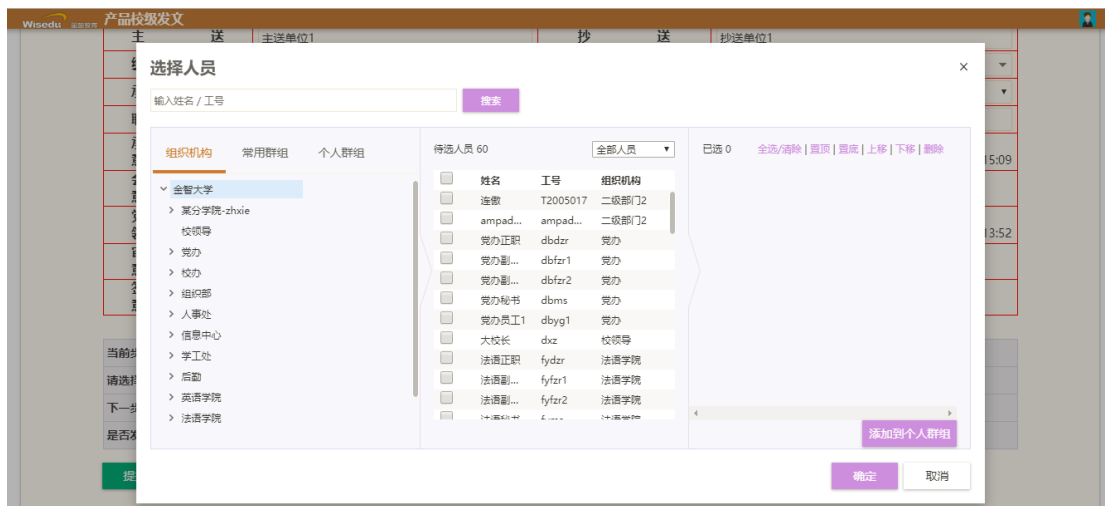 Wisedu 金智教育 产品校级发文
主 送 主送单位1 抄 送 抄送单位1
选择人员 ×
输入姓名 / 工号 搜索
组织机构 常用群组 个人群组
金智大学
某分学院-zhxie
校领导
党办
校办
组织部
人事处
信息中心
学工处
后勤
英语学院
法语学院
待选人员 60 全部人员
姓名 工号 组织机构
连傲 T2005017 二级部门2
ampad... ampad... 二级部门2
党办正职 dbdzr 党办
党办副... dbfzr1 党办
党办副... dbfzr2 党办
党办秘书 dbms 党办
党办员工1 dbyg1 党办
大校长 dxz 校领导
法语正职 fydzr 法语学院
法语副... fyfzr1 法语学院
法语副... fyfzr2 法语学院
已选 0 全选/清除 | 置顶 | 置底 | 上移 | 下移 | 删除
添加到个人群组
确定 取消
15:09
13:52
当前
请选
下一
是否
提